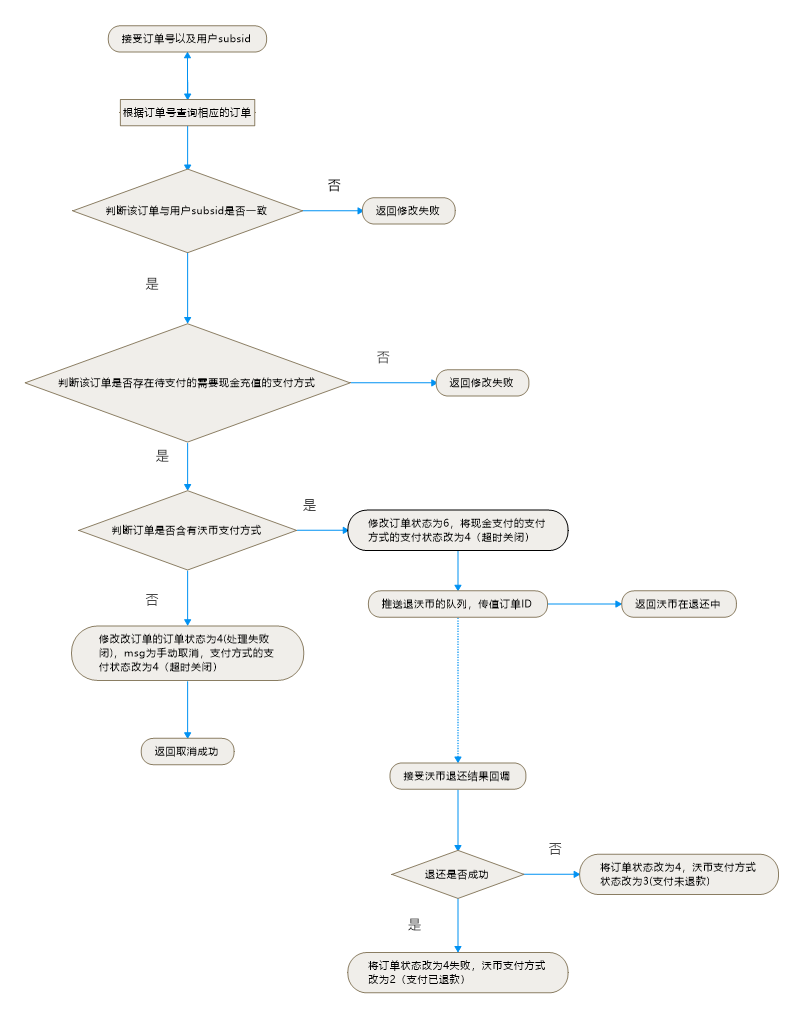 接受订单号以及用户subsid
根据订单号查询相应的订单
否
判断该订单与用户subsid是否一致
返回修改失败
是
否
判断该订单是否存在待支付的需要现金充值的支付方式
返回修改失败
是
是
判断订单是否含有沃币支付方式
修改订单状态为6，将现金支付的支付
方式的支付状态改为4（超时关闭）
否
推送退沃币的队列，传值订单ID
返回沃币在退还中
修改改订单的订单状态为4(处理失败
闭)，msg为手动取消，支付方式的支
付状态改为4（超时关闭）
返回取消成功
接受沃币退还结果回调
否
退还是否成功
将订单状态改为4，沃币支付方式
状态改为3(支付未退款)
是
将订单状态改为4失败，沃币支付方式
改为2（支付已退款）